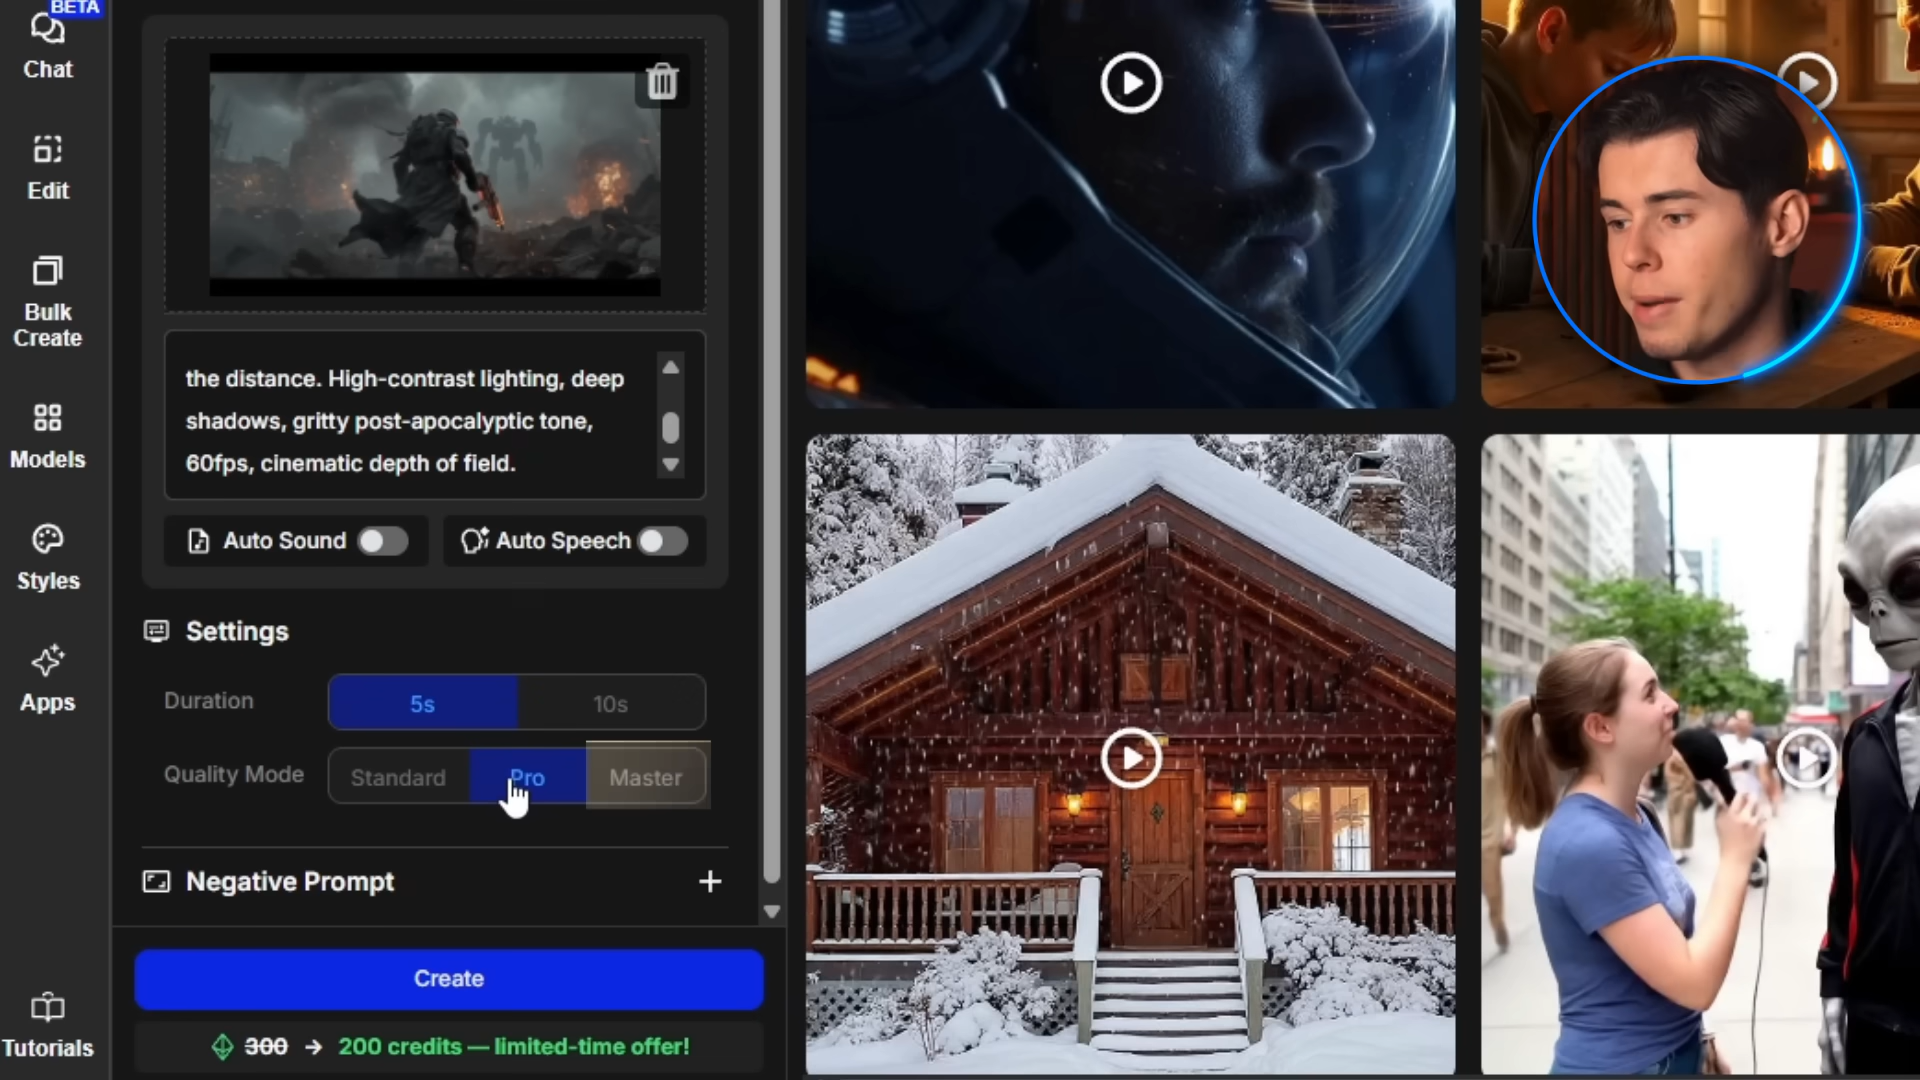 BETA
Chat
Edit
Bulk
Create
Models
Styles
Apps
Tutorials
the distance. High-contrast lighting, deep
shadows, gritty post-apocalyptic tone,
60fps, cinematic depth of field.
Auto Sound
Auto Speech
Settings
Duration
5s
10s
Quality Mode
Standard
Pro
Master
Negative Prompt
Create
300 → 200 credits — limited-time offer!